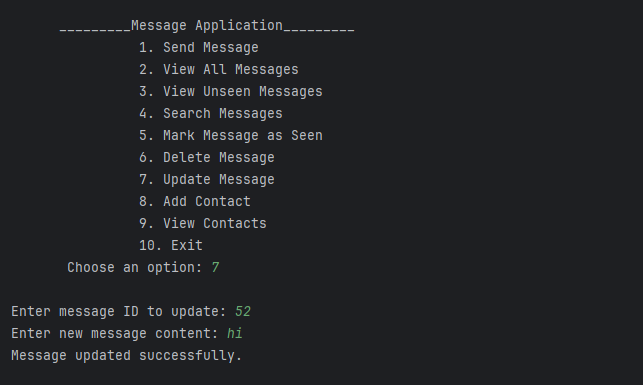 _________Message Application_________
1. Send Message
2. View All Messages
3. View Unseen Messages
4. Search Messages
5. Mark Message as Seen
6. Delete Message
7. Update Message
8. Add Contact
9. View Contacts
10. Exit
Choose an option: 7
Enter message ID to update: 52
Enter new message content: hi
Message updated successfully.